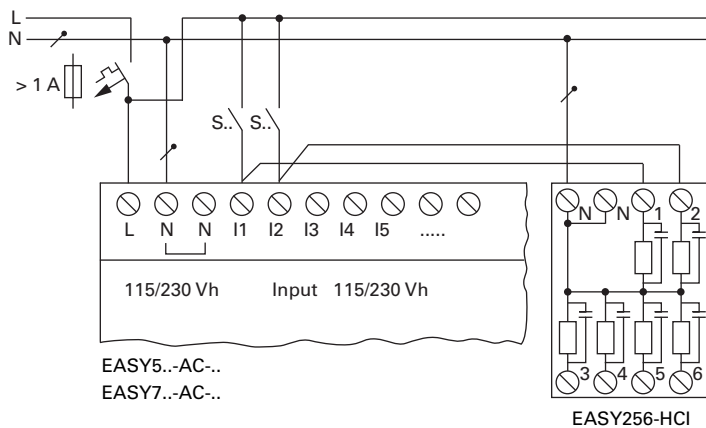 L
N
> 1 A
S.. S..
L N N I1 I2 I3 I4 I5 .....
N N 1 2
115/230 Vh Input 115/230 Vh
3 4 5 6
EASY5..-AC-..
EASY7..-AC-..
EASY256-HCI